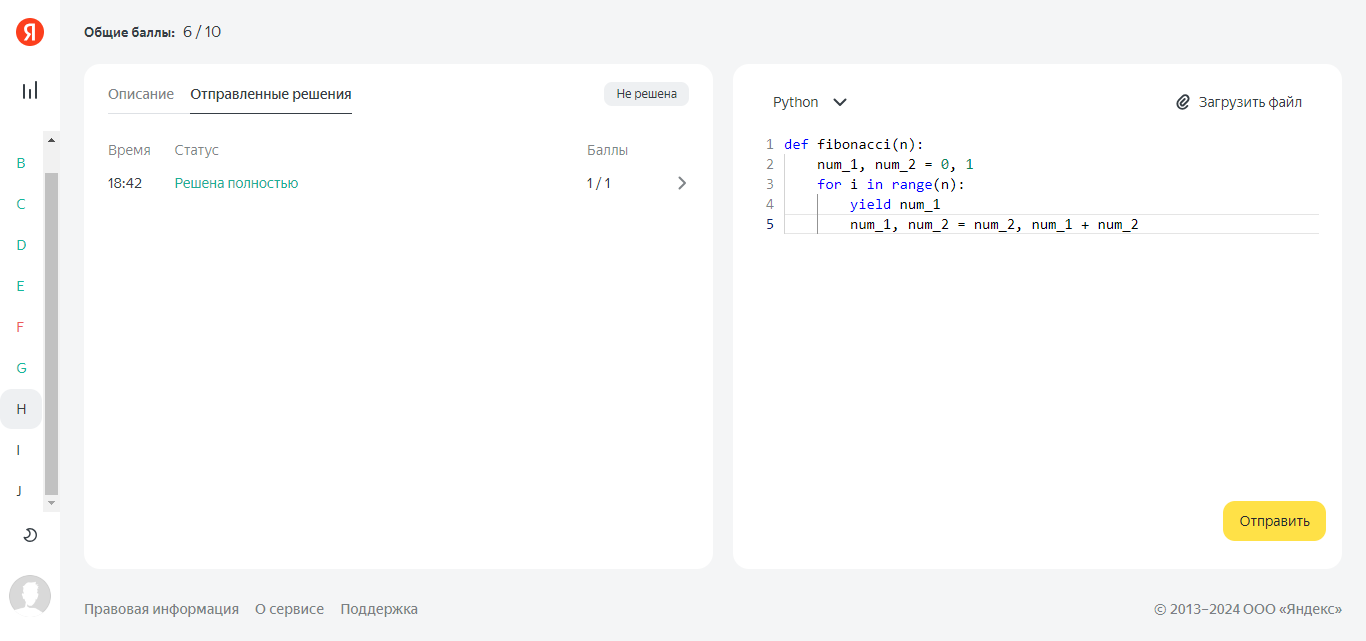 Я
Общие баллы: 6 / 10
B
C
D
E
F
G
H
I
J
Описание Отправленные решения Не решена
Время Статус Баллы
18:42 Решена полностью 1 / 1
Python Загрузить файл
1 def fibonacci(n):
2 num_1, num_2 = 0, 1
3 for i in range(n):
4 yield num_1
5 num_1, num_2 = num_2, num_1 + num_2
Отправить
Правовая информация О сервисе Поддержка © 2013–2024 ООО «Яндекс»